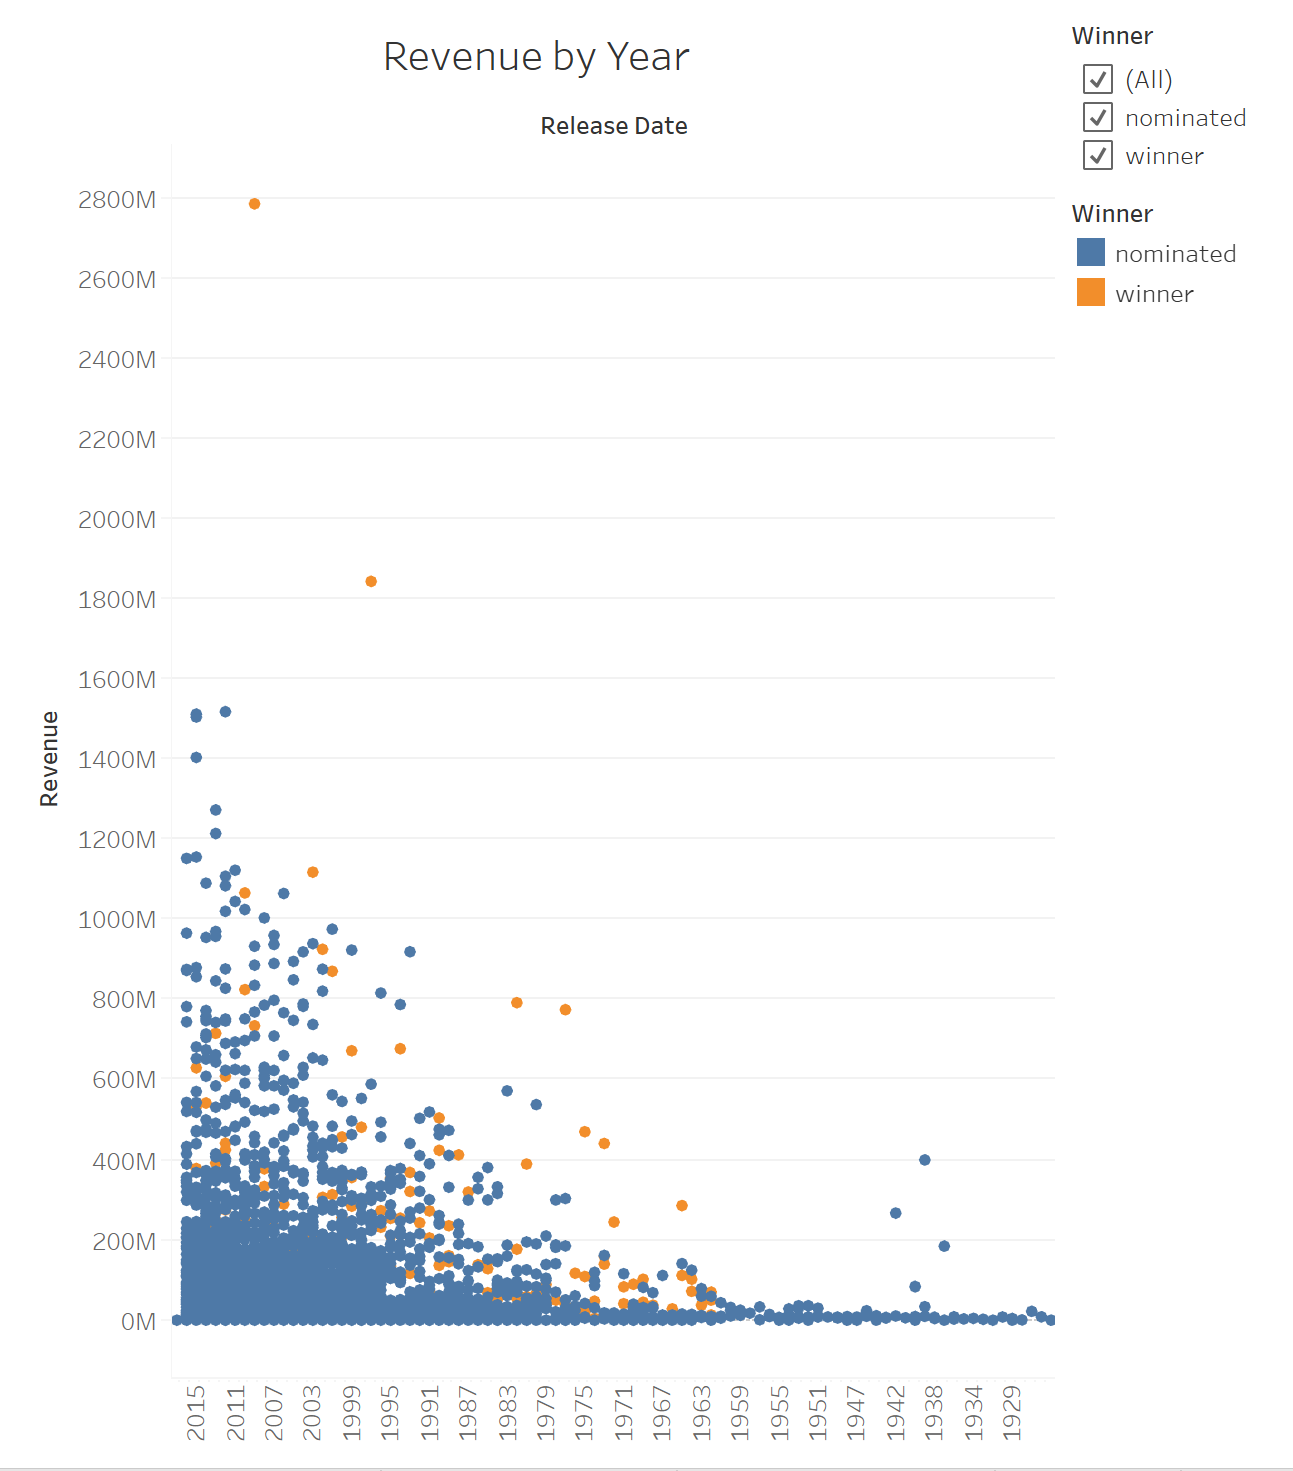 Revenue by Year
Release Date
Revenue
2800M
2600M
2400M
2200M
2000M
1800M
1600M
1400M
1200M
1000M
800M
600M
400M
200M
0M
2015
2011
2007
2003
1999
1995
1991
1987
1983
1979
1975
1971
1967
1963
1959
1955
1951
1947
1942
1938
1934
1929
Winner
(All)
nominated
winner
Winner
nominated
winner